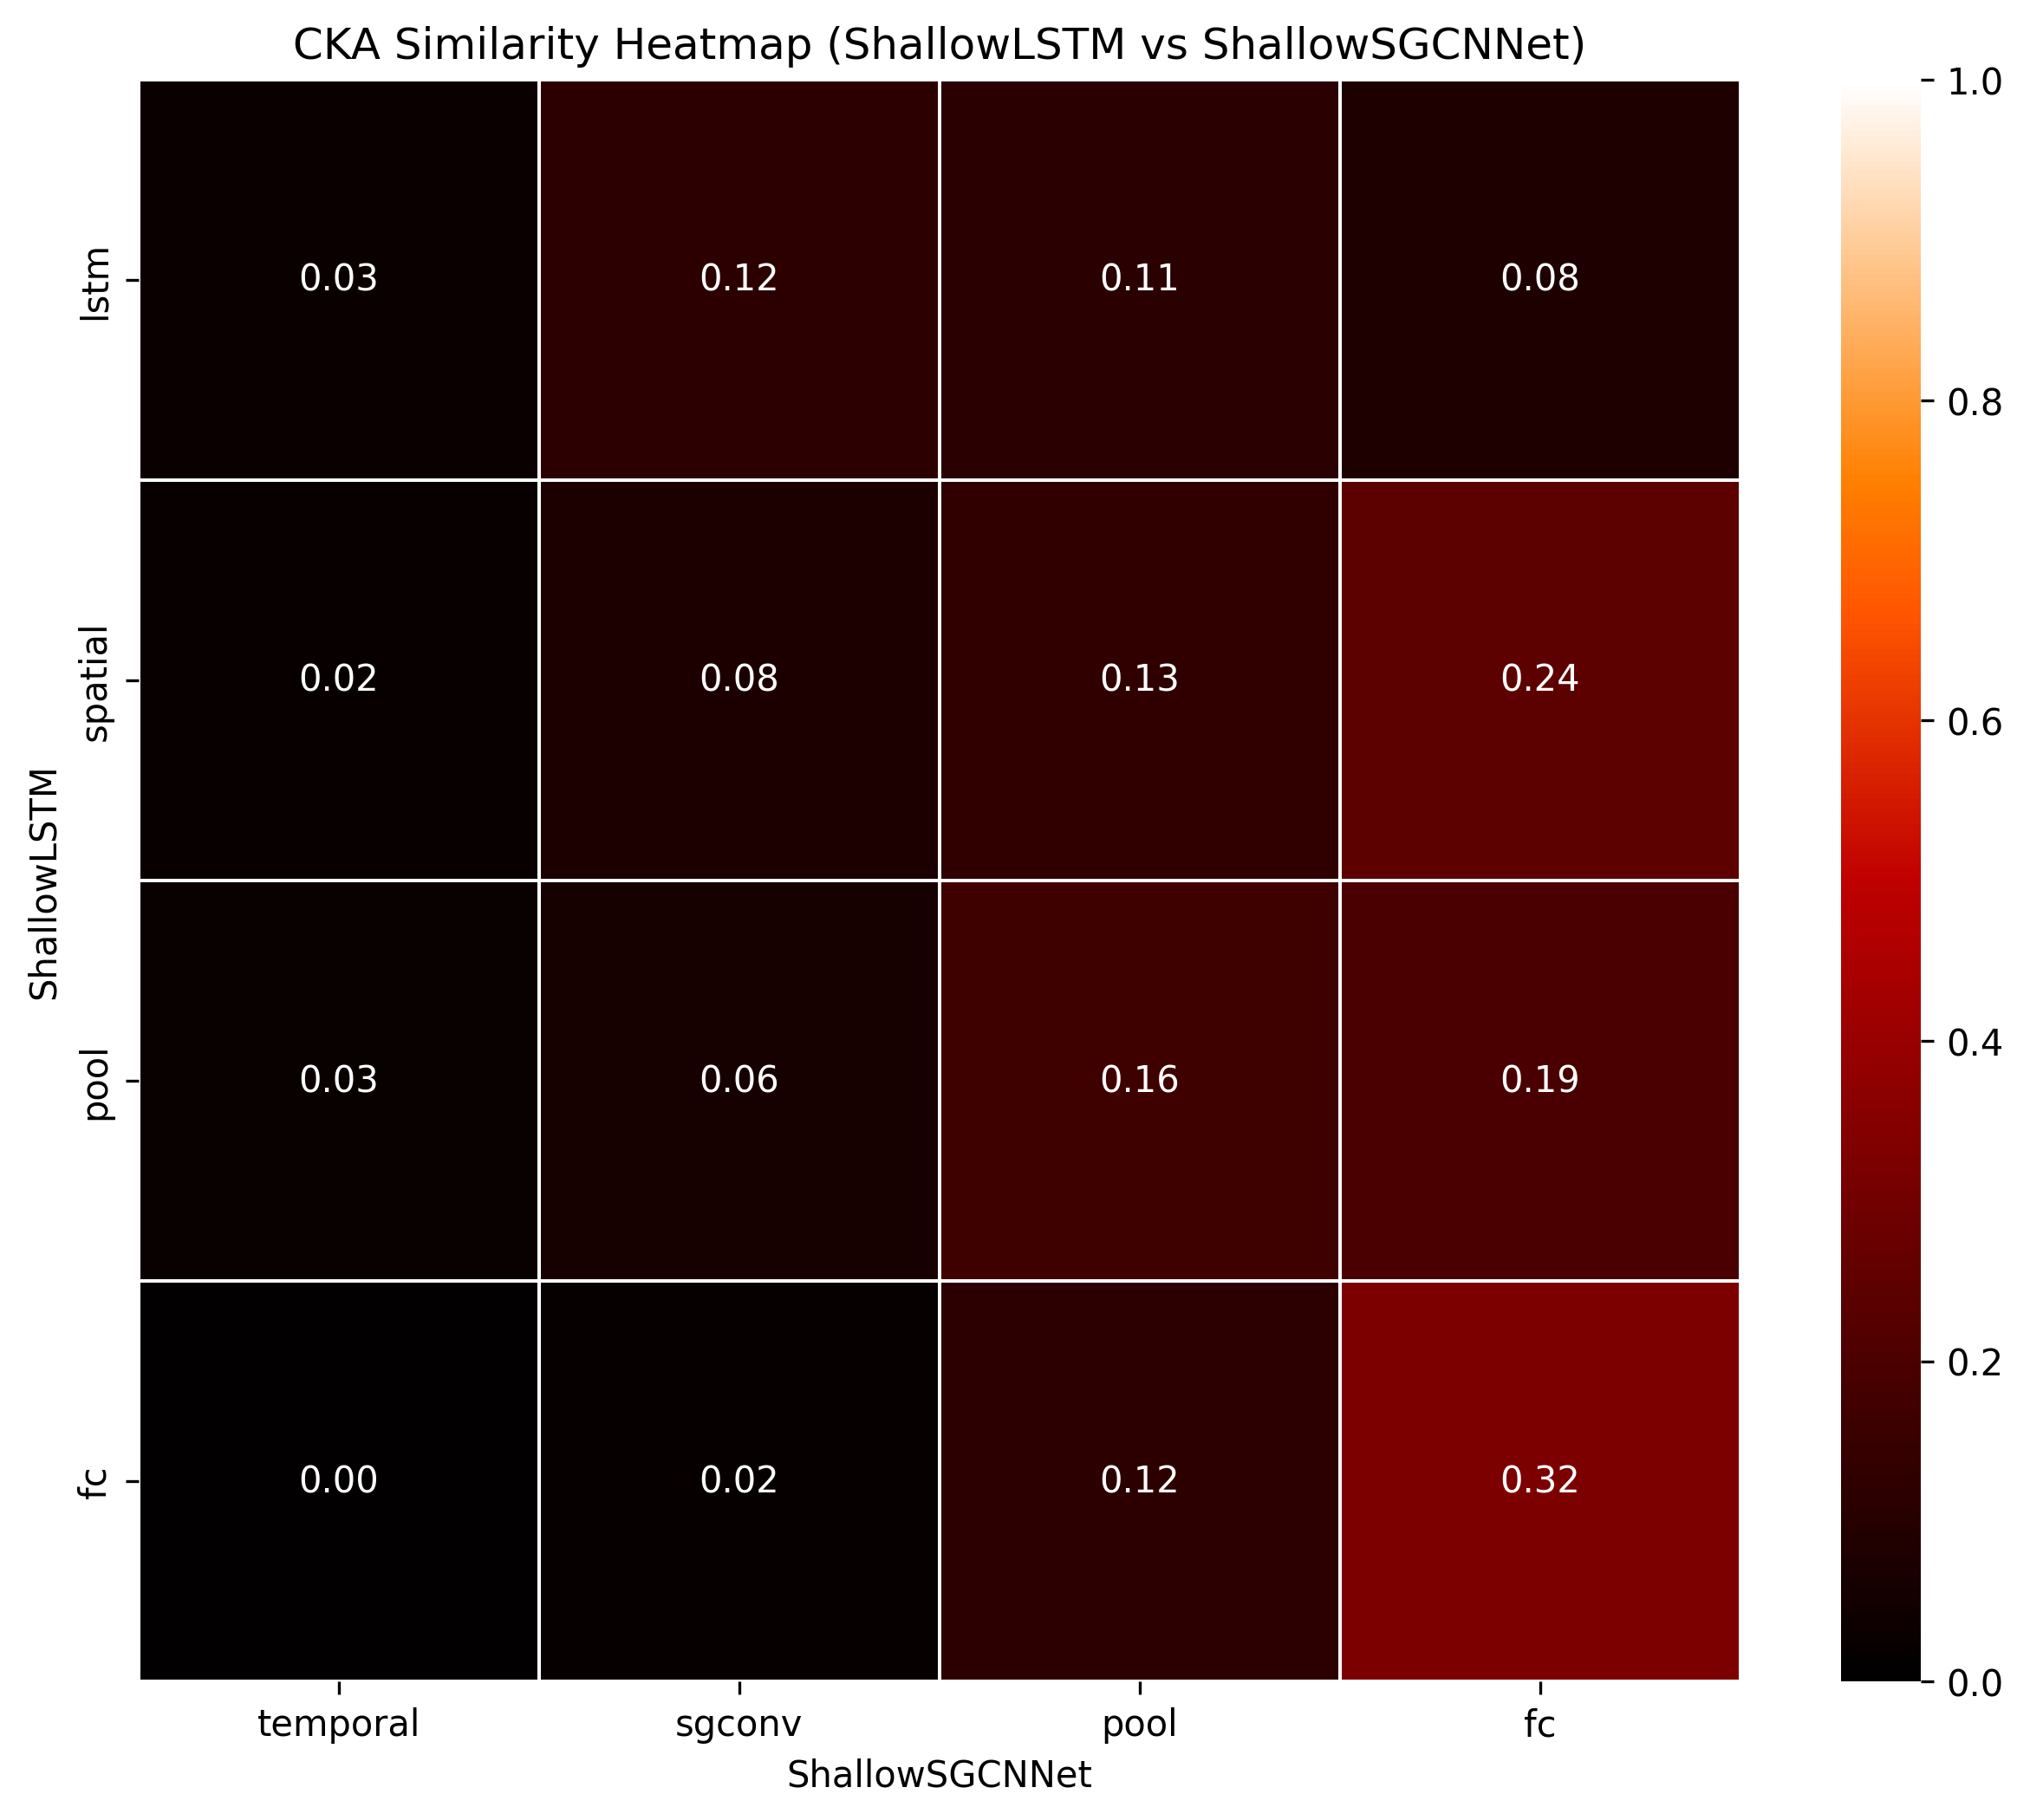 CKA Similarity Heatmap (ShallowLSTM vs ShallowSGCNNet)
ShallowLSTM
lstm
0.03 0.12 0.11 0.08
spatial
0.02 0.08 0.13 0.24
pool
0.03 0.06 0.16 0.19
fc
0.00 0.02 0.12 0.32
temporal sgconv pool fc
ShallowSGCNNet
1.0
0.8
0.6
0.4
0.2
0.0